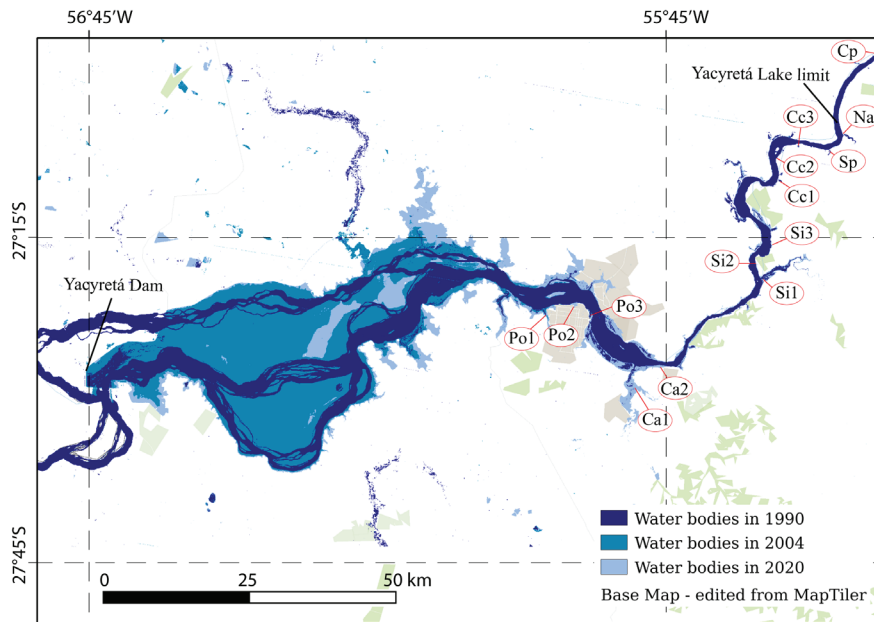 56°45'W
55°45'W
Cp
Yacyretá Lake limit
Cc3
Na
Cc2
Sp
Cc1
27°15'S
Si3
Si2
Yacyretá Dam
Si1
Po3
Po1
Po2
Ca2
Ca1
Water bodies in 1990
Water bodies in 2004
27°45'S
Water bodies in 2020
0
25
50 km
Base Map - edited from MapTiler